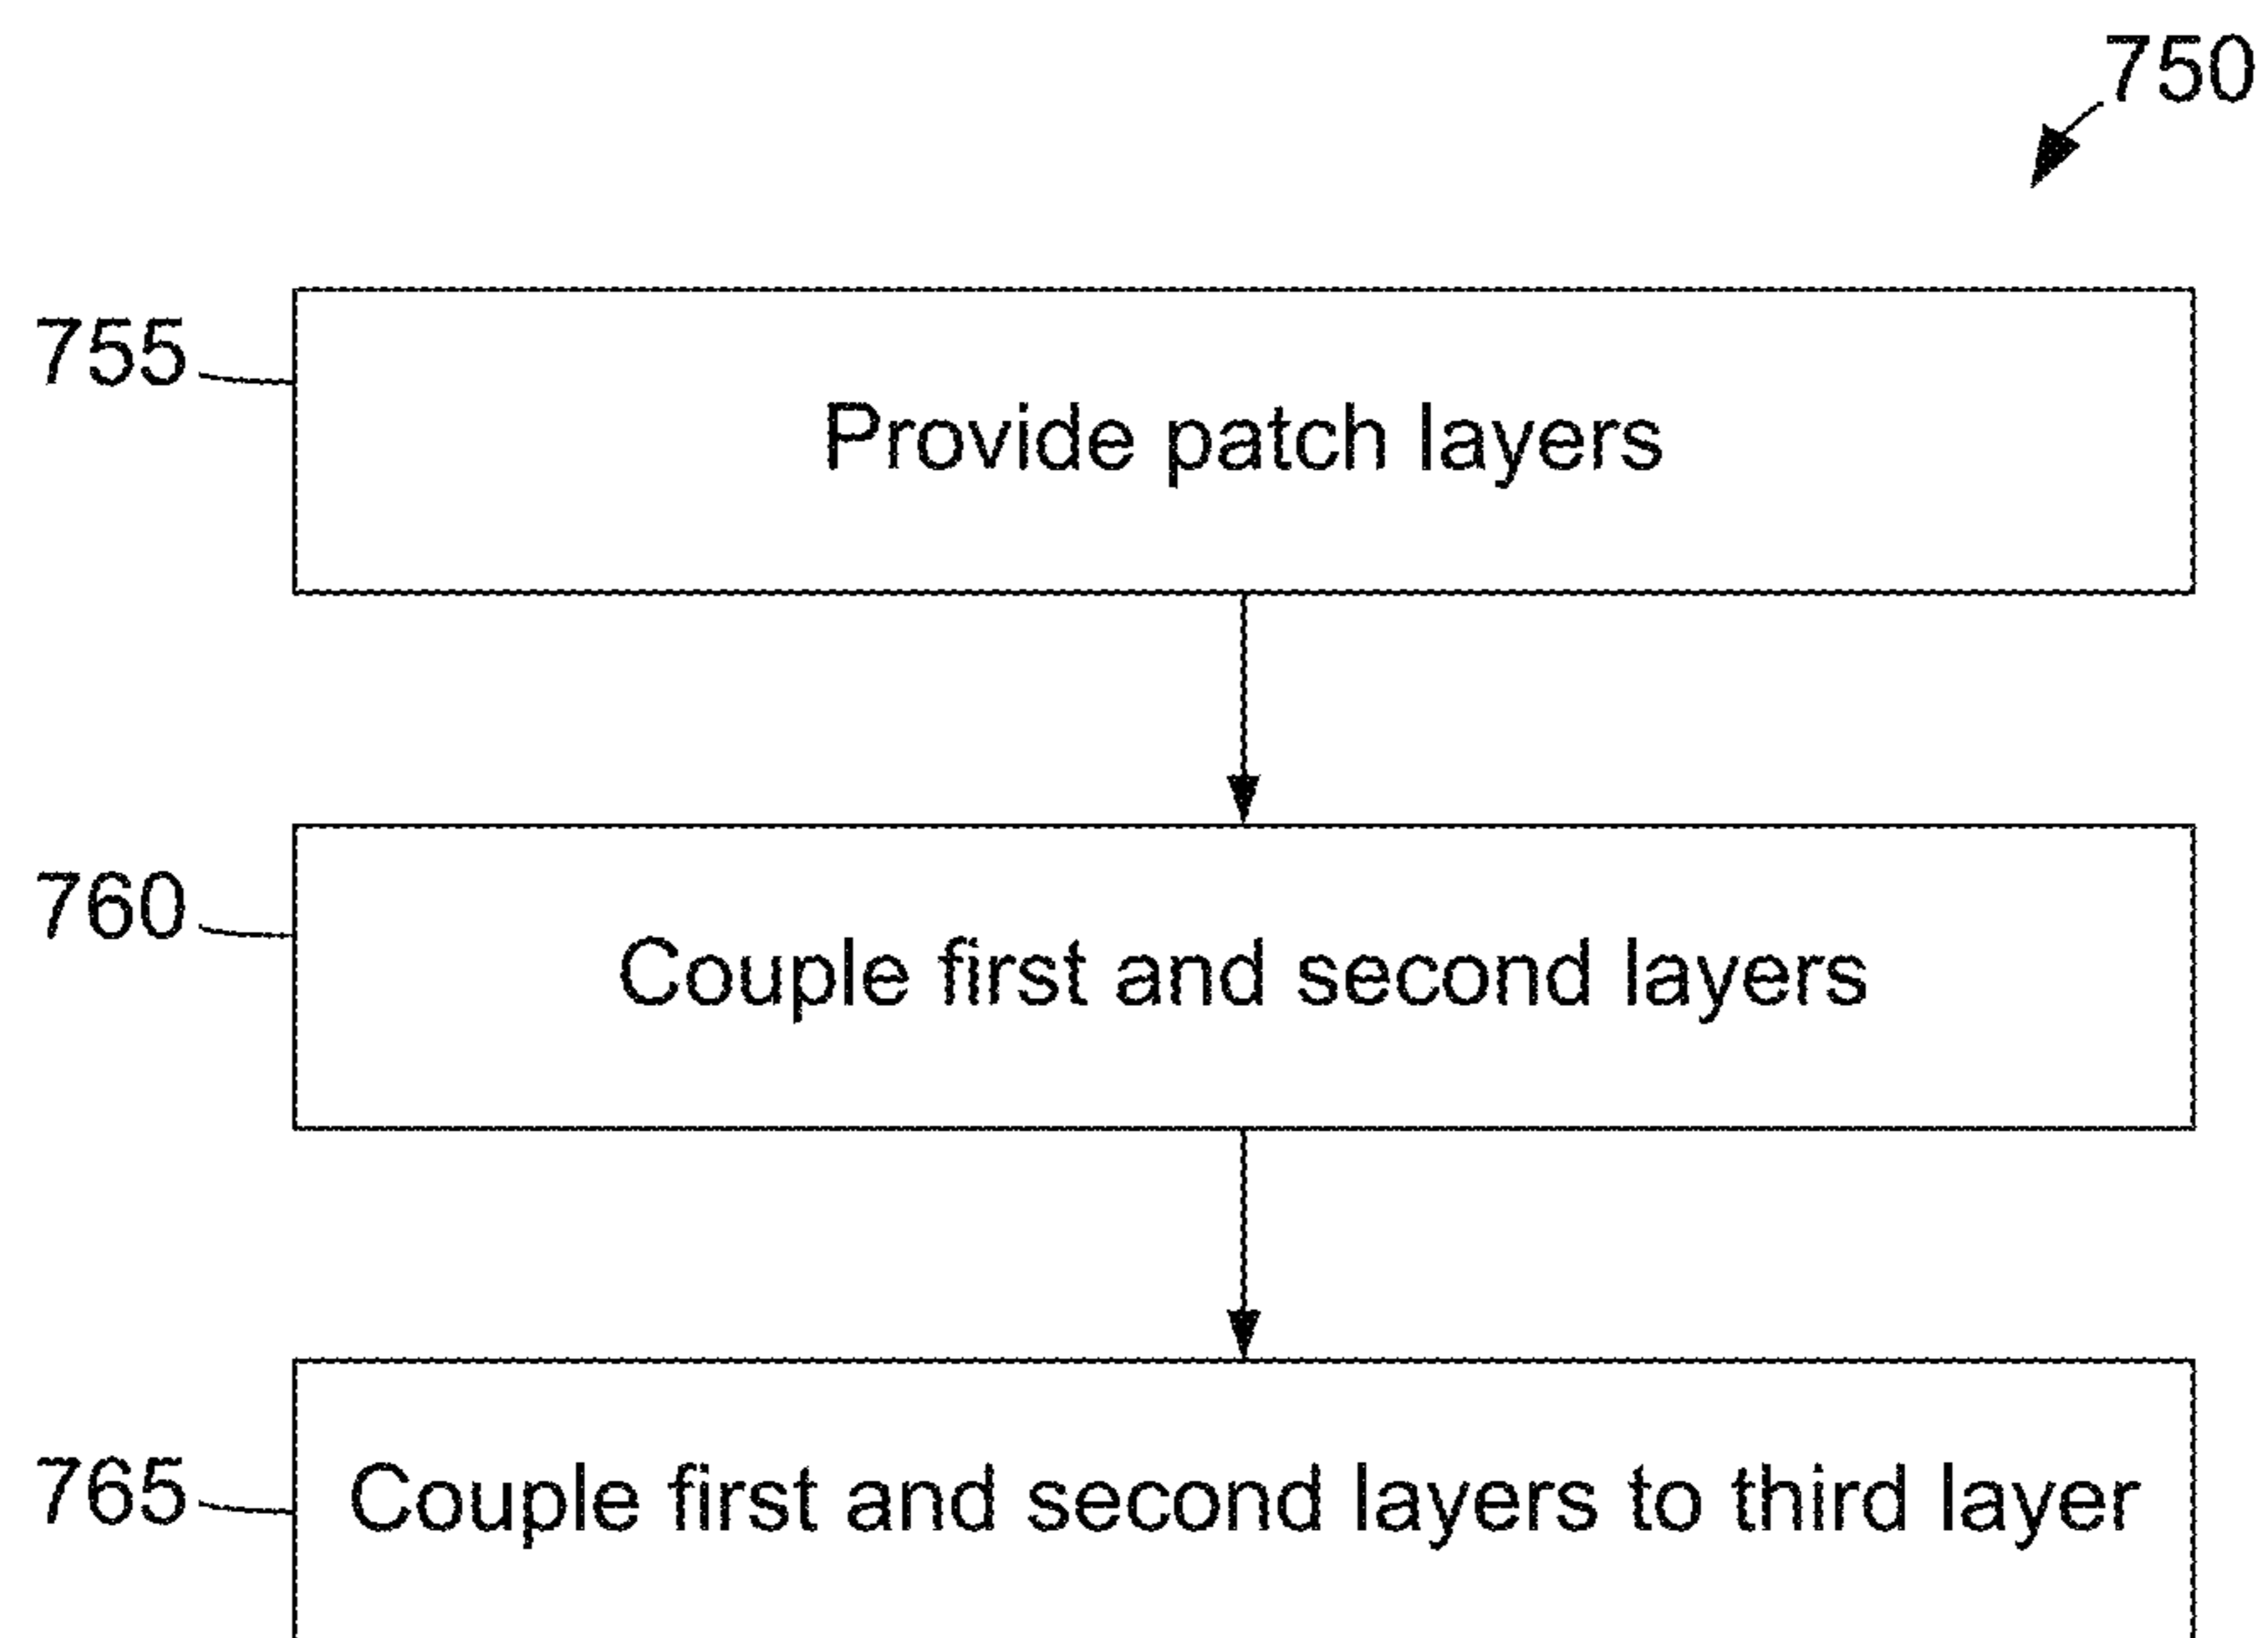 750
755
Provide patch layers
760
Couple first and second layers
765
Couple first and second layers to third layer